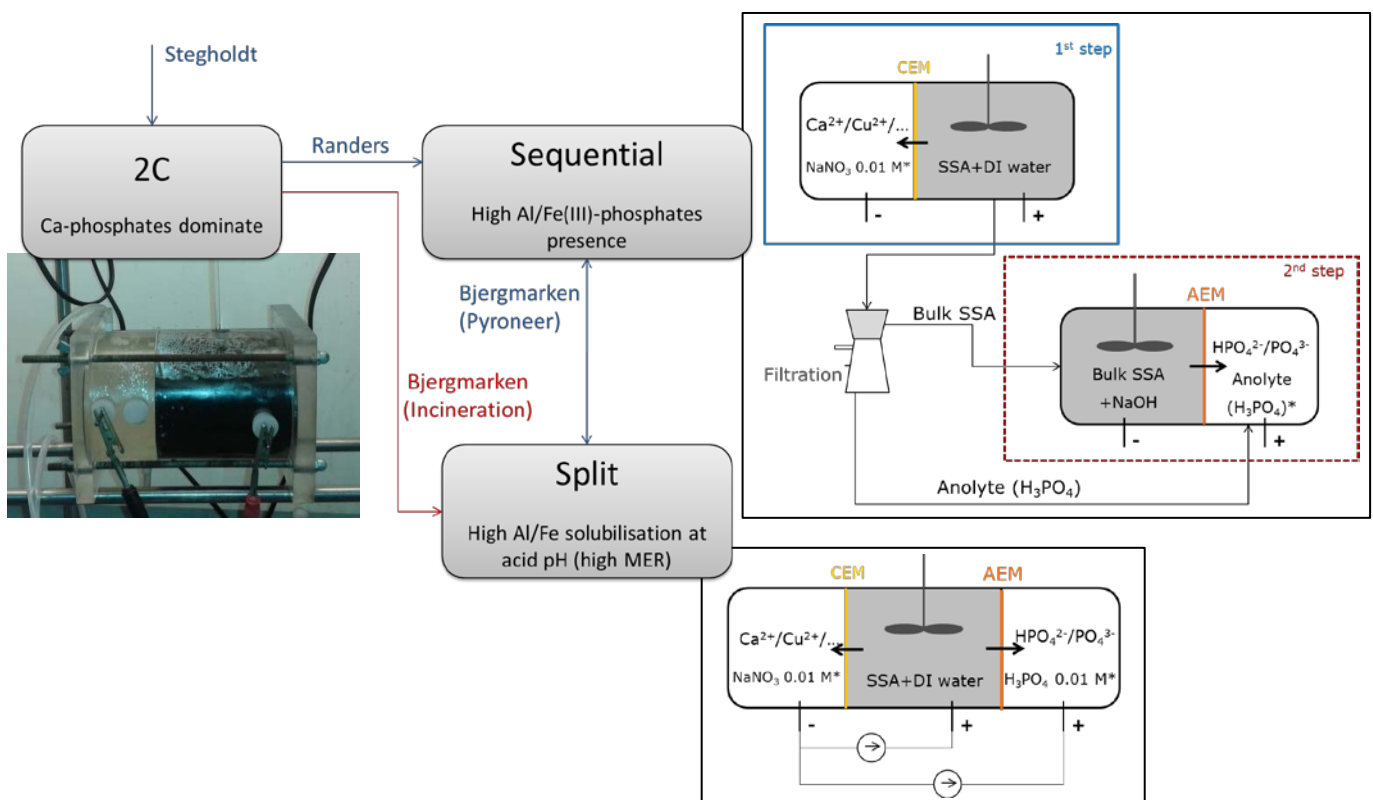 Stegholdt
2C
Ca-phosphates dominate
Randers
Sequential
High Al/Fe(III)-phosphates
presence
Bjergmarken
(Pyroneer)
Bjergmarken
(Incineration)
Split
High Al/Fe solubilisation at
acid pH (high MER)
1st step
CEM
Ca²⁺/Cu²⁺/...
NaNO₃ 0.01 M*
SSA+DI water
-
+
2nd step
AEM
Bulk SSA
Filtration
HPO₄²⁻/PO₄³⁻
Bulk SSA
+NaOH
Anolyte
(H₃PO₄)*
-
+
Anolyte (H₃PO₄)
CEM
AEM
Ca²⁺/Cu²⁺/...
HPO₄²⁻/PO₄³⁻
NaNO₃ 0.01 M*
SSA+DI water
H₃PO₄ 0.01 M*
-
+
+